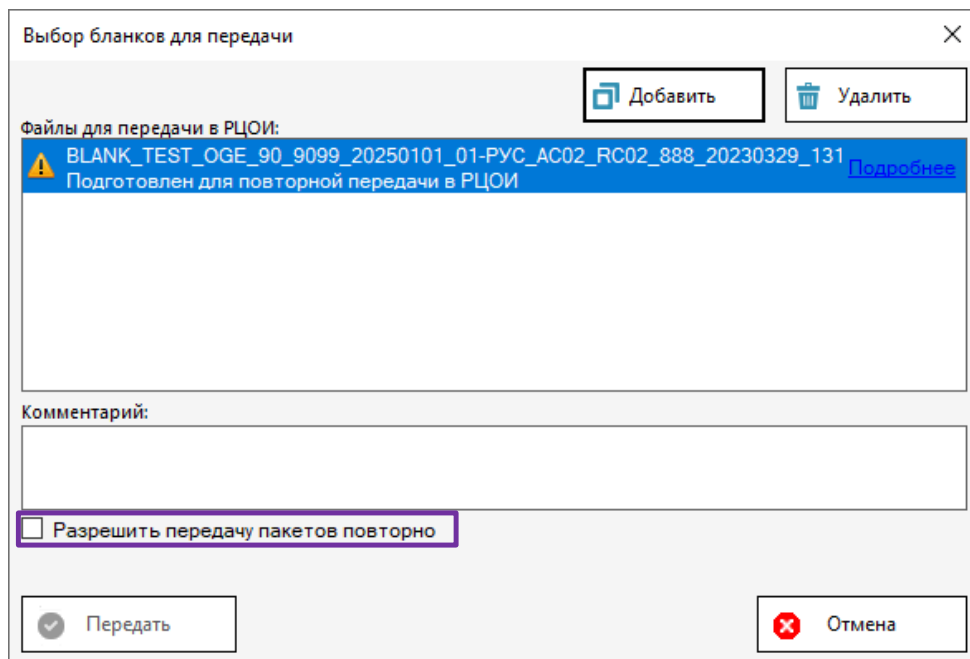 Выбор бланков для передачи
Добавить
Удалить
Файлы для передачи в РЦОИ:
BLANK_TEST_OGE_90_9099_20250101_01-РУС_AC02_RC02_888_20230329_131
Подготовлен для повторной передачи в РЦОИ
Подробнее
Комментарий:
Разрешить передачу пакетов повторно
Передать
Отмена